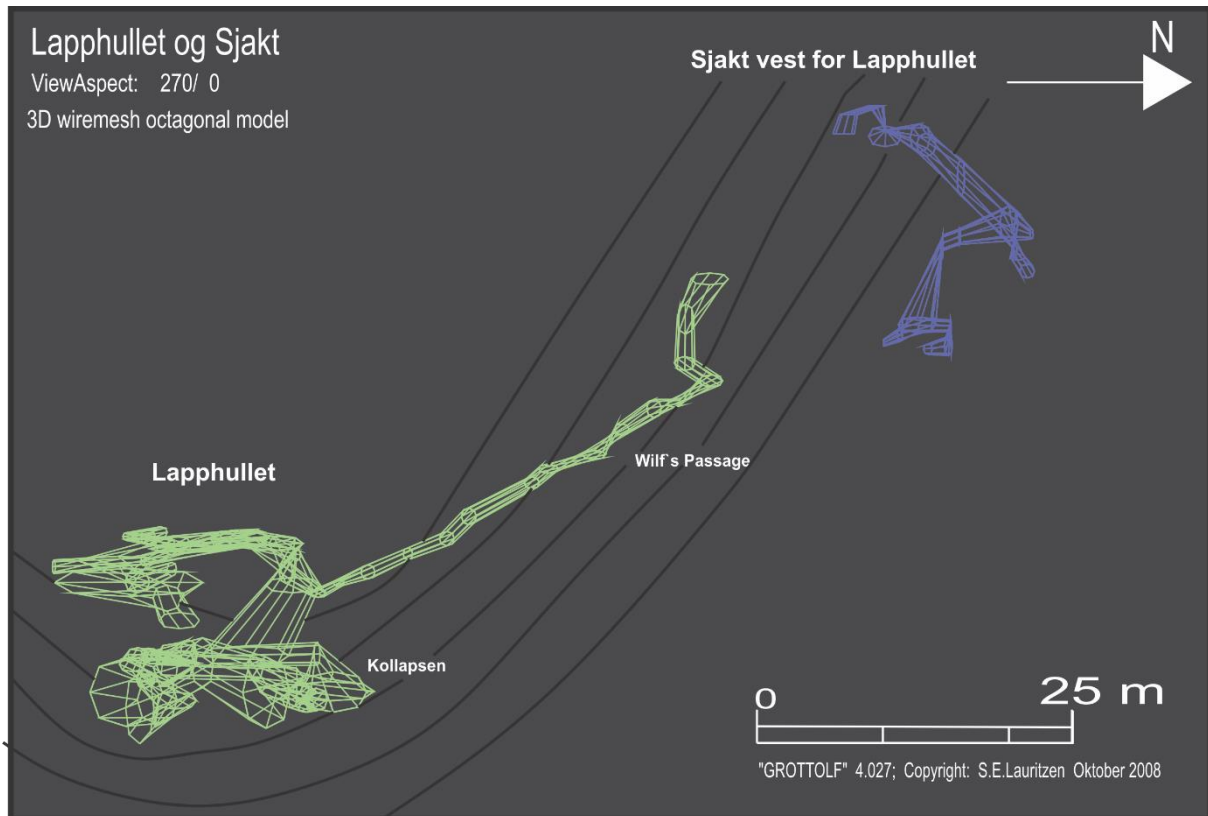 Lapphullet og Sjakt
ViewAspect: 270/ 0
3D wiremesh octagonal model
Sjakt vest for Lapphullet
N
Wilf`s Passage
Lapphullet
Kollapsen
0 25 m
"GROTTOLF" 4.027; Copyright: S.E.Lauritzen Oktober 2008